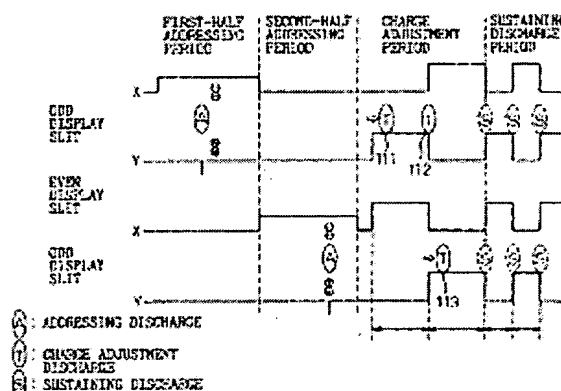 FIRST-HALF
ADDRESSING
PERIOD
SECOND-HALF
ADDRESSING
PERIOD
CHARGE
ADJUSTMENT
PERIOD
SUSTAINING
DISCHARGE
PERIOD
X
ODD
DISPLAY
SLIT
T
111
112
Y
EVEN
DISPLAY
SLIT
X
A
ODD
DISPLAY
SLIT
T
113
Y
A : ADDRESSING DISCHARGE
T : CHARGE ADJUSTMENT
DISCHARGE
S : SUSTAINING DISCHARGE